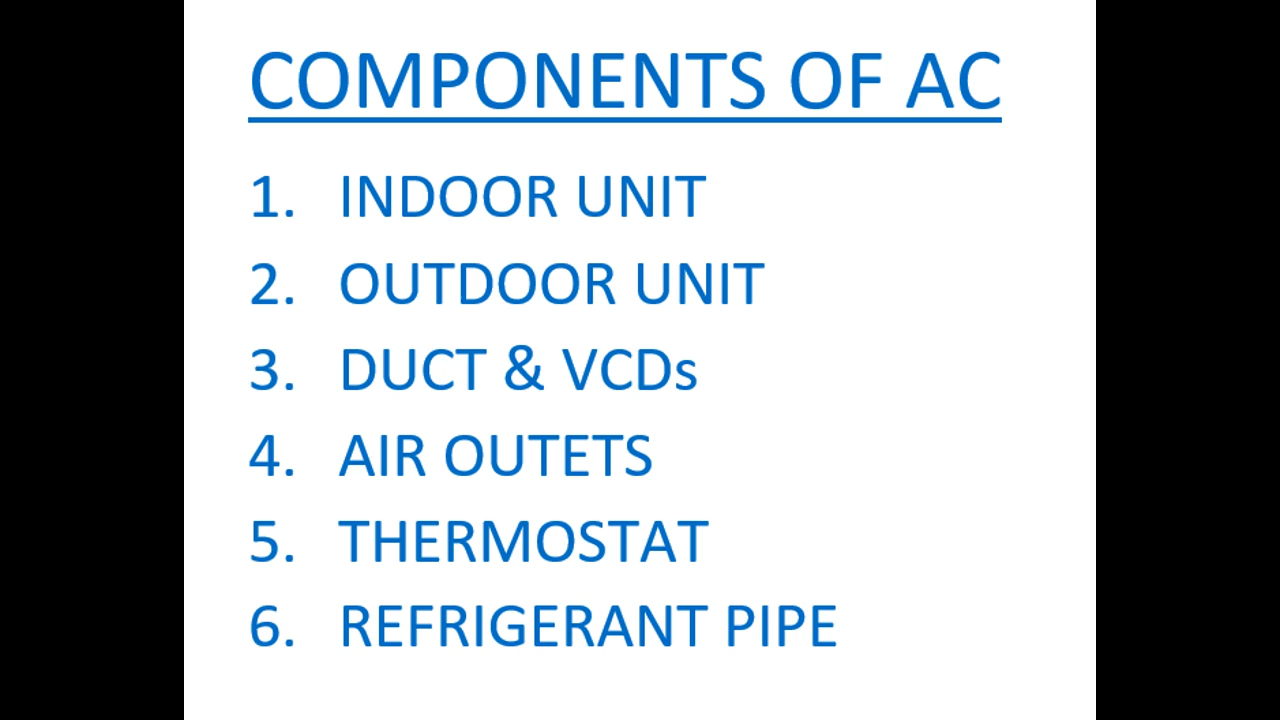 COMPONENTS OF AC
1. INDOOR UNIT
2. OUTDOOR UNIT
3. DUCT & VCDs
4. AIR OUTETS
5. THERMOSTAT
6. REFRIGERANT PIPE